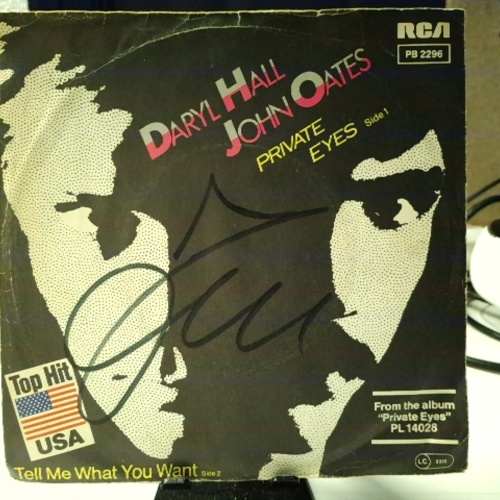 RCA
PB 2296
DARYL HALL
JOHN OATES
PRIVATE
EYES Side 1
Top Hit
USA
From the album
"Private Eyes"
PL 14028
LC 0316
Tell Me What You Want Side 2